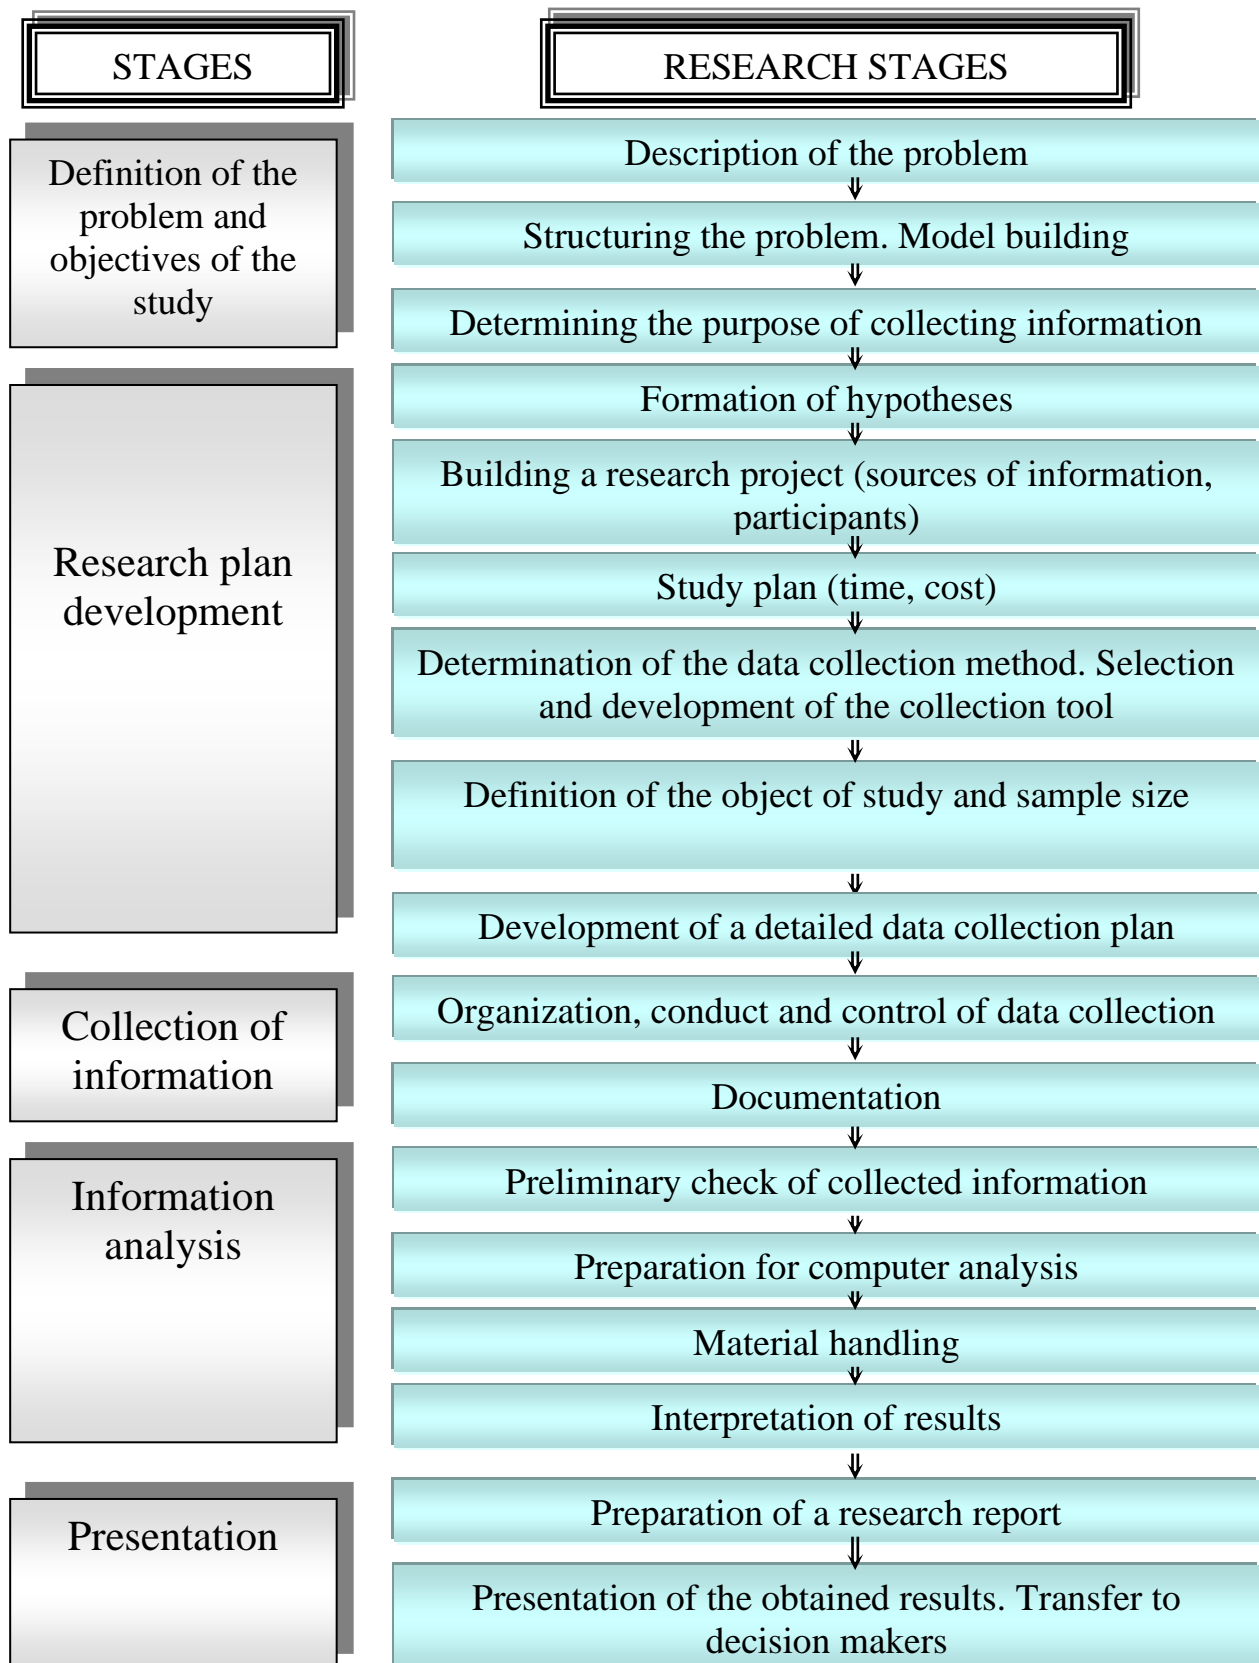 STAGES
RESEARCH STAGES
Definition of the
problem and
objectives of the
study
Description of the problem
Structuring the problem. Model building
Determining the purpose of collecting information
Research plan
development
Formation of hypotheses
Building a research project (sources of information,
participants)
Study plan (time, cost)
Determination of the data collection method. Selection
and development of the collection tool
Definition of the object of study and sample size
Development of a detailed data collection plan
Collection of
information
Organization, conduct and control of data collection
Documentation
Information
analysis
Preliminary check of collected information
Preparation for computer analysis
Material handling
Interpretation of results
Presentation
Preparation of a research report
Presentation of the obtained results. Transfer to
decision makers